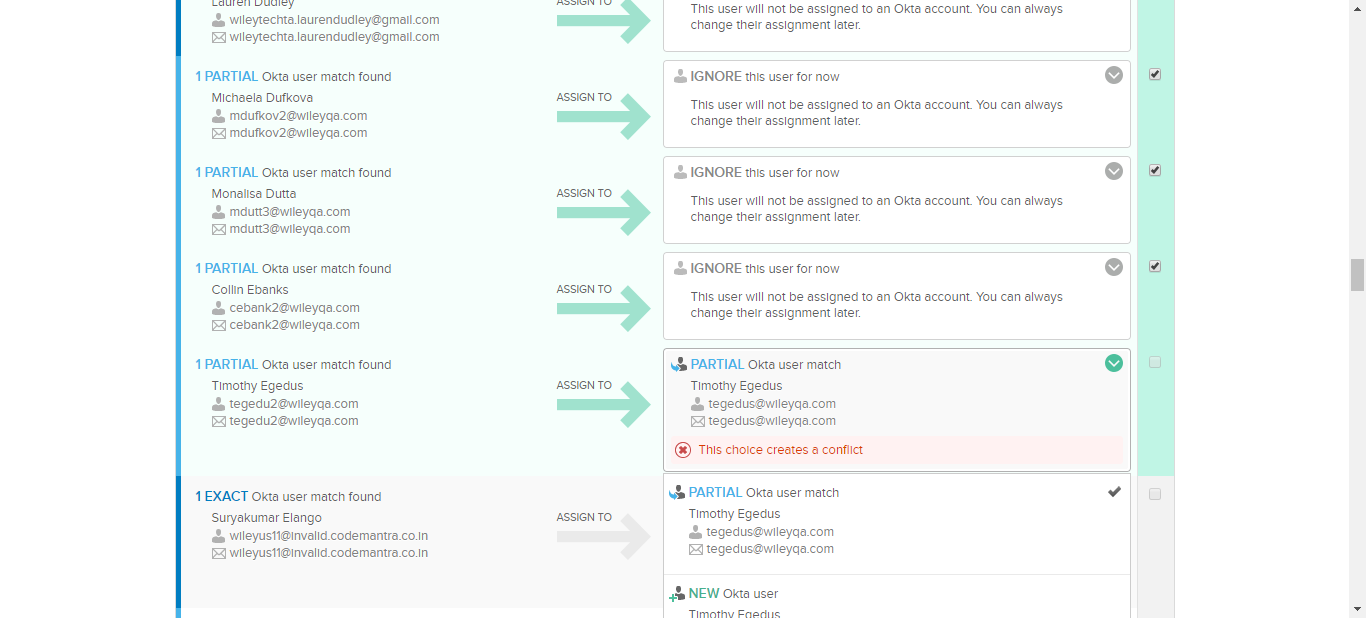 Lauren Dudley
wileytechta.laurendudley@gmail.com
wileytechta.laurendudley@gmail.com
ASSIGN TO
This user will not be assigned to an Okta account. You can always
change their assignment later.
1 PARTIAL Okta user match found
Michaela Dufkova
mdufkov2@wileyqa.com
mdufkov2@wileyqa.com
ASSIGN TO
IGNORE this user for now
This user will not be assigned to an Okta account. You can always
change their assignment later.
1 PARTIAL Okta user match found
Monalisa Dutta
mdutt3@wileyqa.com
mdutt3@wileyqa.com
ASSIGN TO
IGNORE this user for now
This user will not be assigned to an Okta account. You can always
change their assignment later.
1 PARTIAL Okta user match found
Collin Ebanks
cebank2@wileyqa.com
cebank2@wileyqa.com
ASSIGN TO
IGNORE this user for now
This user will not be assigned to an Okta account. You can always
change their assignment later.
1 PARTIAL Okta user match found
Timothy Egedus
tegedu2@wileyqa.com
tegedu2@wileyqa.com
ASSIGN TO
PARTIAL Okta user match
Timothy Egedus
tegedus@wileyqa.com
tegedus@wileyqa.com
This choice creates a conflict
1 EXACT Okta user match found
Suryakumar Elango
wileyus11@invalid.codemantra.co.in
wileyus11@invalid.codemantra.co.in
ASSIGN TO
PARTIAL Okta user match
Timothy Egedus
tegedus@wileyqa.com
tegedus@wileyqa.com
NEW Okta user
Timothy Egedus